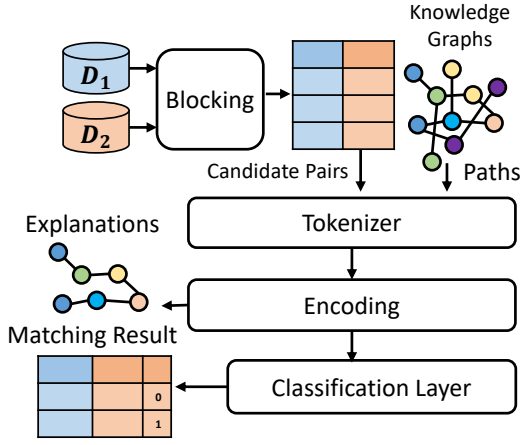 Knowledge
Graphs
D1
D2
Blocking
Candidate Pairs
Paths
Tokenizer
Explanations
Encoding
Matching Result
0
1
Classification Layer